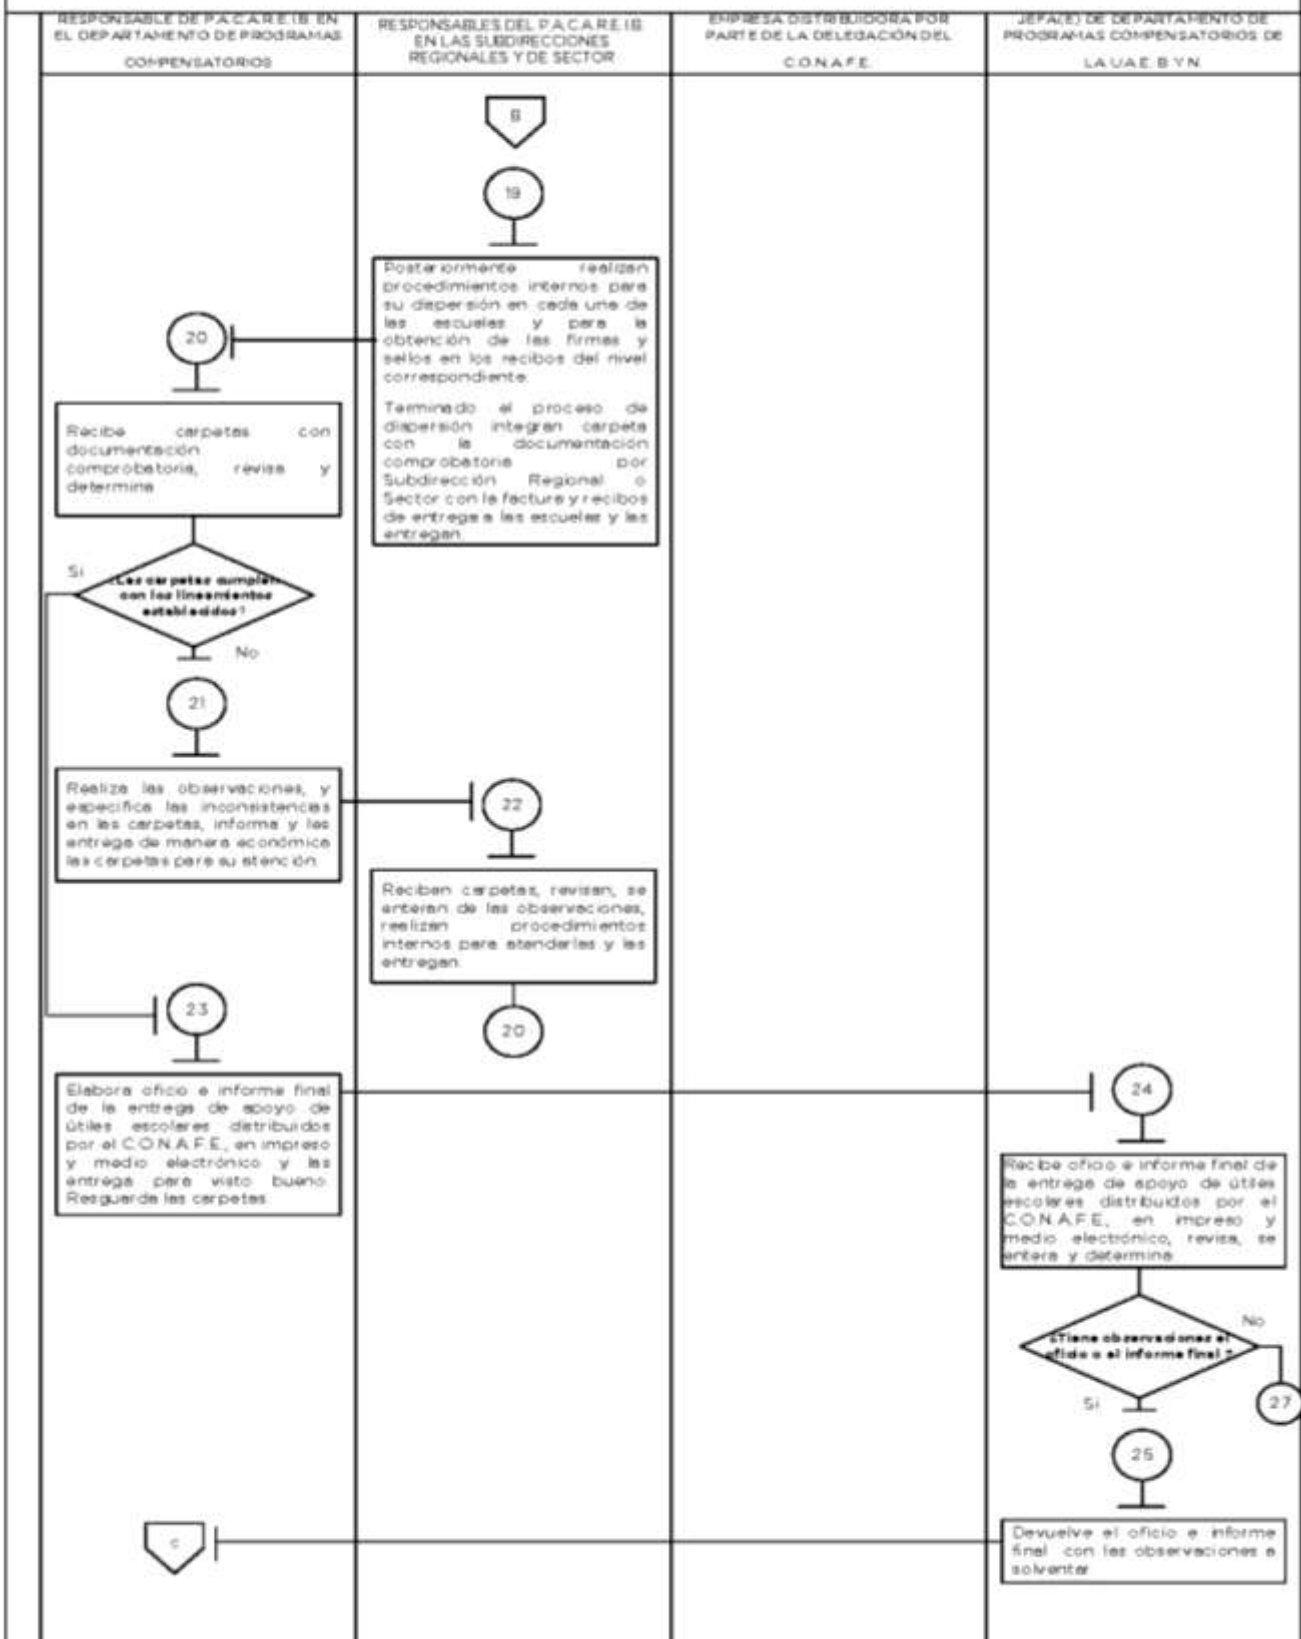 RESPONSABLE DE P.A.C.A.R.E.I.B. EN
EL DEPARTAMENTO DE PROGRAMAS
COMPENSATORIOS
RESPONSABLES DEL P.A.C.A.R.E.I.B.
EN LAS SUBDIRECCIONES
REGIONALES Y DE SECTOR
EMPRESA DISTRIBUIDORA POR
PARTE DE LA DELEGACIÓN DEL
C.O.N.A.F.E.
JEFA(E) DE DEPARTAMENTO DE
PROGRAMAS COMPENSATORIOS DE
LA U.A.E. B Y N.
B
19
Posteriormente realizan
procedimientos internos para
su dispersión en cada una de
las escuelas y para la
obtención de las firmas y
sellos en los recibos del nivel
correspondiente.
Terminado el proceso de
dispersión integran carpeta
con la documentación
comprobatoria por
Subdirección Regional o
Sector con la factura y recibos
de entrega a las escuelas y las
entregan.
20
Recibe carpetas con
documentación
comprobatoria, revisa y
determina
¿Las carpetas cumplen
con los lineamientos
establecidos?
Si
No
21
Realiza las observaciones, y
especifica las inconsistencias
en las carpetas, informa y les
entrega de manera económica
las carpetas para su atención.
22
Reciben carpetas, revisan, se
enteran de las observaciones,
realizan procedimientos
internos para atenderlas y las
entregan.
20
23
Elabora oficio e informe final
de la entrega de apoyo de
útiles escolares distribuidos
por el C.O.N.A.F.E., en impreso
y medio electrónico y las
entrega para visto bueno.
Resguarda las carpetas.
24
Recibe oficio e informe final de
la entrega de apoyo de útiles
escolares distribuidos por el
C.O.N.A.F.E., en impreso y
medio electrónico, revisa, se
entera y determina
¿Tiene observaciones el
oficio o el informe final ?
No
27
Si
25
Devuelve el oficio e informe
final con las observaciones a
solventar
C